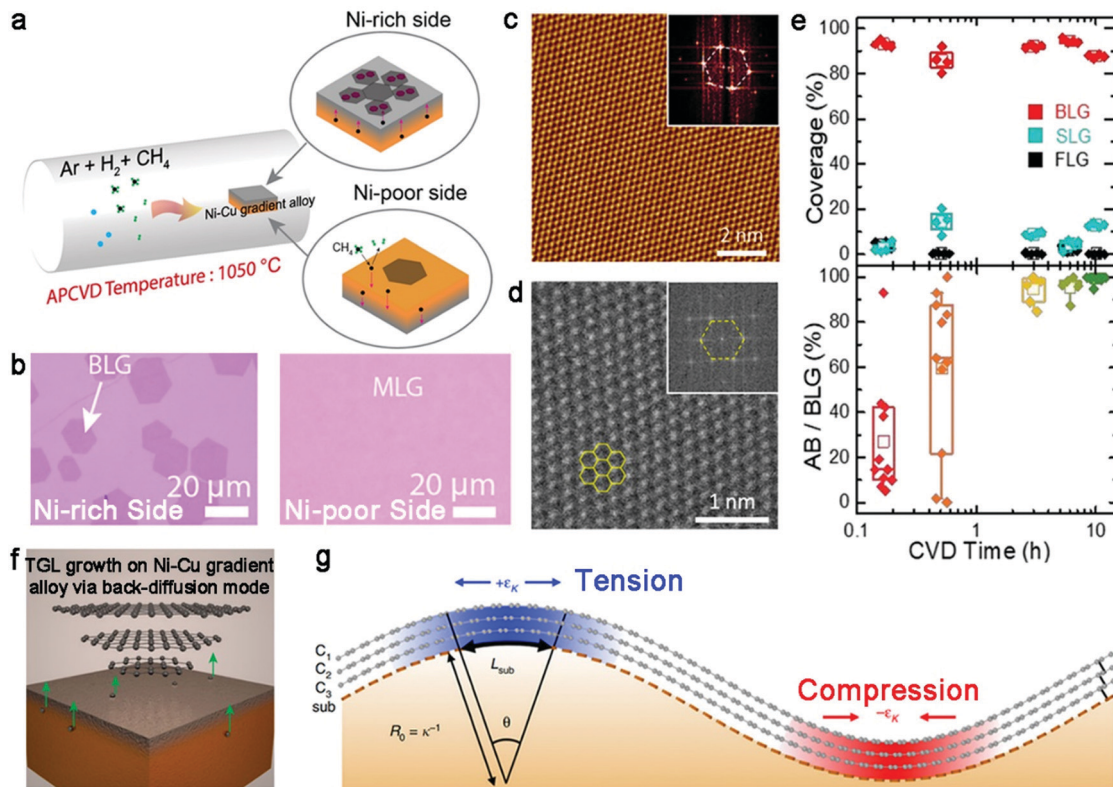 a
Ni-rich side
Ar + H2+ CH4
Ni-Cu gradient alloy
Ni-poor side
CH4
APCVD Temperature : 1050 °C
b
BLG
20 μm
Ni-rich Side
MLG
20 μm
Ni-poor Side
c
2 nm
d
1 nm
e
100
80
60
40
20
0
Coverage (%)
BLG
SLG
FLG
100
80
60
40
20
0
AB / BLG (%)
0.1
1
10
CVD Time (h)
f
TGL growth on Ni-Cu gradient
alloy via back-diffusion mode
g
+εκ
Tension
C1
C2
C3
sub
Lsub
θ
R0 = κ⁻¹
Compression
−εκ